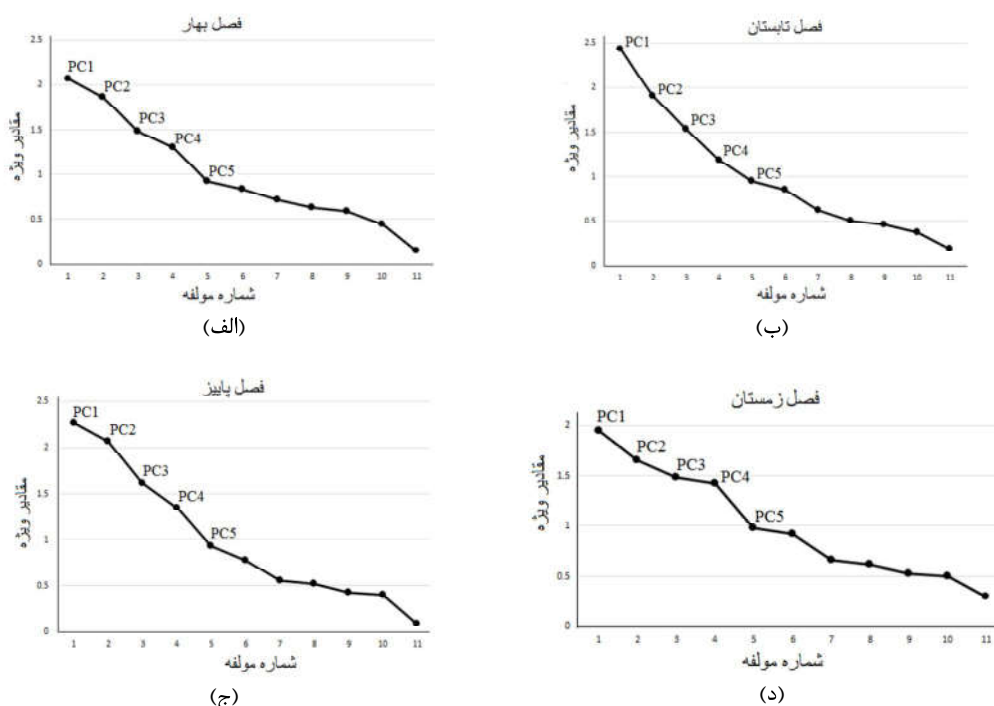 فصل بهار
2.5
2
1.5
1
0.5
0
PC1
PC2
PC3
PC4
PC5
مقادیر ویژه
1 2 3 4 5 6 7 8 9 10 11
شماره مولفه
(الف)
فصل تابستان
2.5
2
1.5
1
0.5
0
PC1
PC2
PC3
PC4
PC5
مقادیر ویژه
1 2 3 4 5 6 7 8 9 10 11
شماره مولفه
(ب)
فصل پاییز
2.5
2
1.5
1
0.5
0
PC1
PC2
PC3
PC4
PC5
مقادیر ویژه
1 2 3 4 5 6 7 8 9 10 11
شماره مولفه
(ج)
فصل زمستان
2
1.5
1
0.5
0
PC1
PC2
PC3
PC4
PC5
مقادیر ویژه
1 2 3 4 5 6 7 8 9 10 11
شماره مولفه
(د)